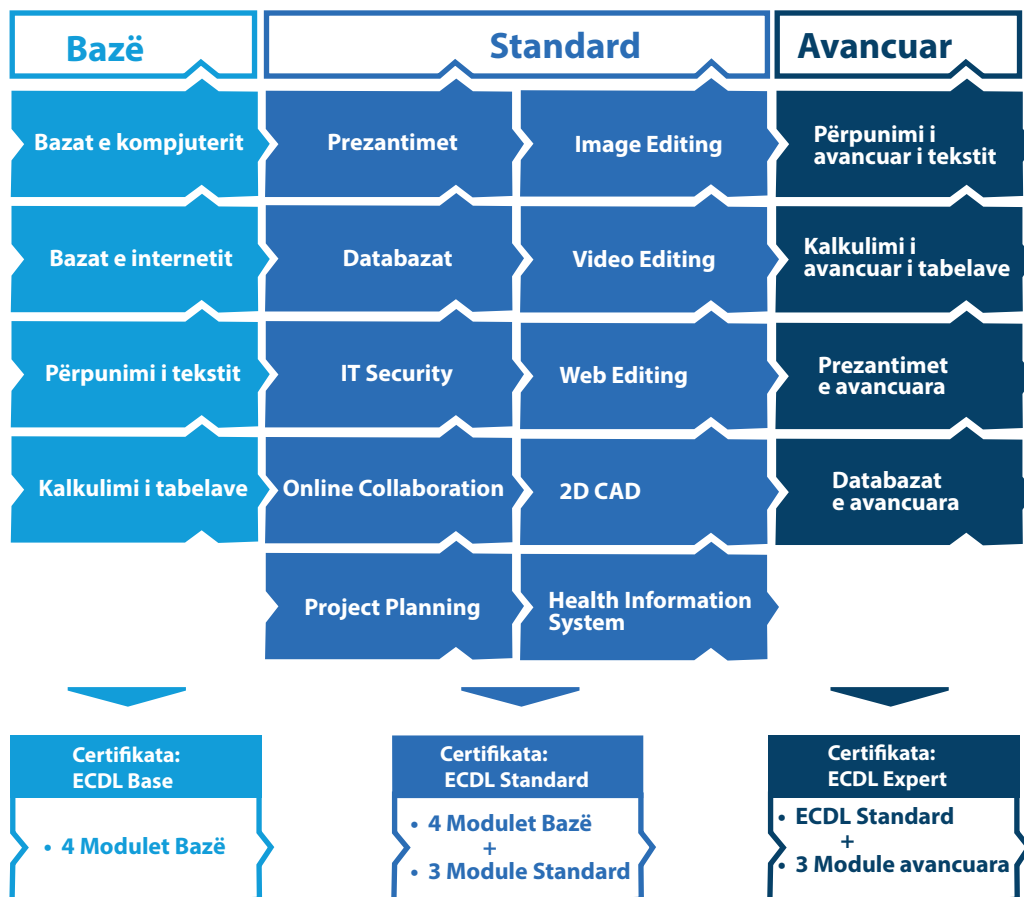 Bazë
Standard
Avancuar
Bazat e kompjuterit
Prezantimet
Image Editing
Përpunimi i
avancuar i tekstit
Bazat e internetit
Databazat
Video Editing
Kalkulimi i
avancuar i tabelave
Përpunimi i tekstit
IT Security
Web Editing
Prezantimet
e avancuara
Kalkulimi i tabelave
Online Collaboration
2D CAD
Databazat
e avancuara
Project Planning
Health Information
System
Certifikata:
ECDL Base
• 4 Modulet Bazë
Certifikata:
ECDL Standard
• 4 Modulet Bazë
+
• 3 Module Standard
Certifikata:
ECDL Expert
• ECDL Standard
+
• 3 Module avancuara